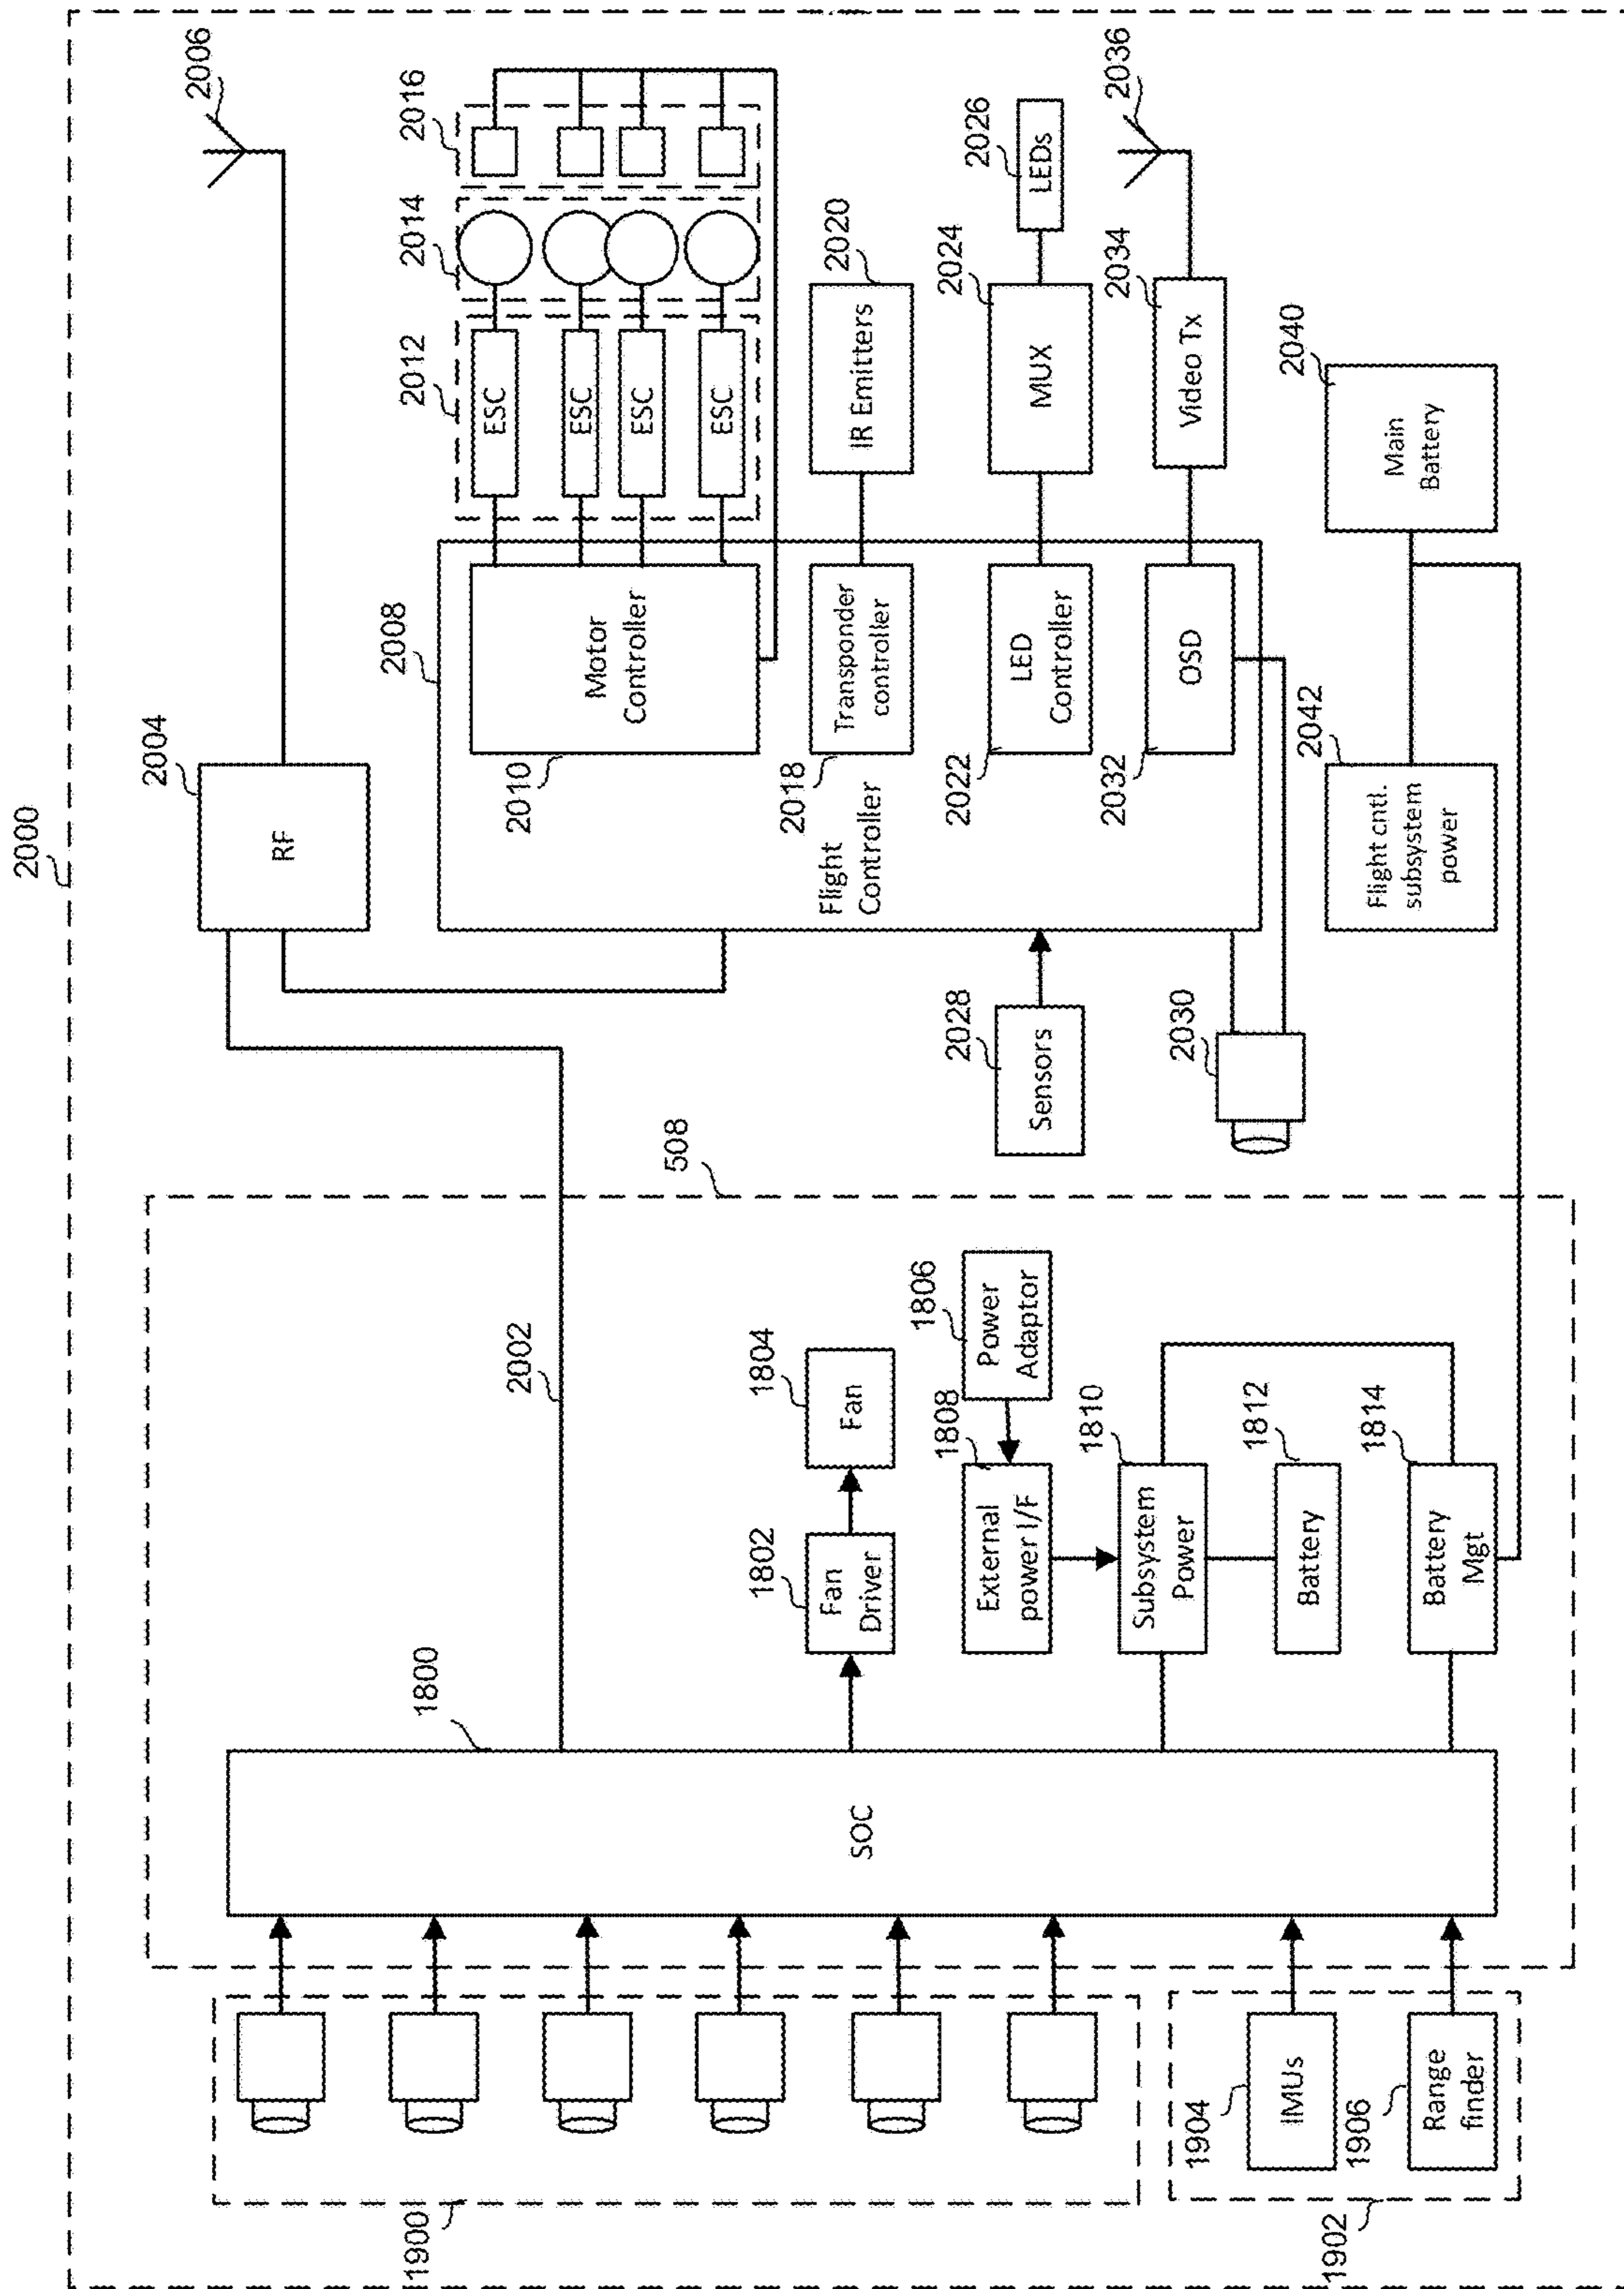 2000
2006
2004
RF
2016
2014
2012
2008
ESC
ESC
ESC
ESC
Motor
Controller
2010
2020
IR Emitters
Transponder
controller
2018
Flight
Controller
2026
LEDs
2024
MUX
LED
Controller
2022
2028
Sensors
2036
2034
Video Tx
OSD
2032
2030
2040
Main
Battery
2042
Flight cntl.
subsystem
power
508
2002
1800
SOC
1804
Fan
1802
Fan
Driver
1806
Power
Adaptor
1808
External
power I/F
1810
Subsystem
Power
1812
Battery
1814
Battery
Mgt
1900
1904
IMUs
1906
Range
finder
1902